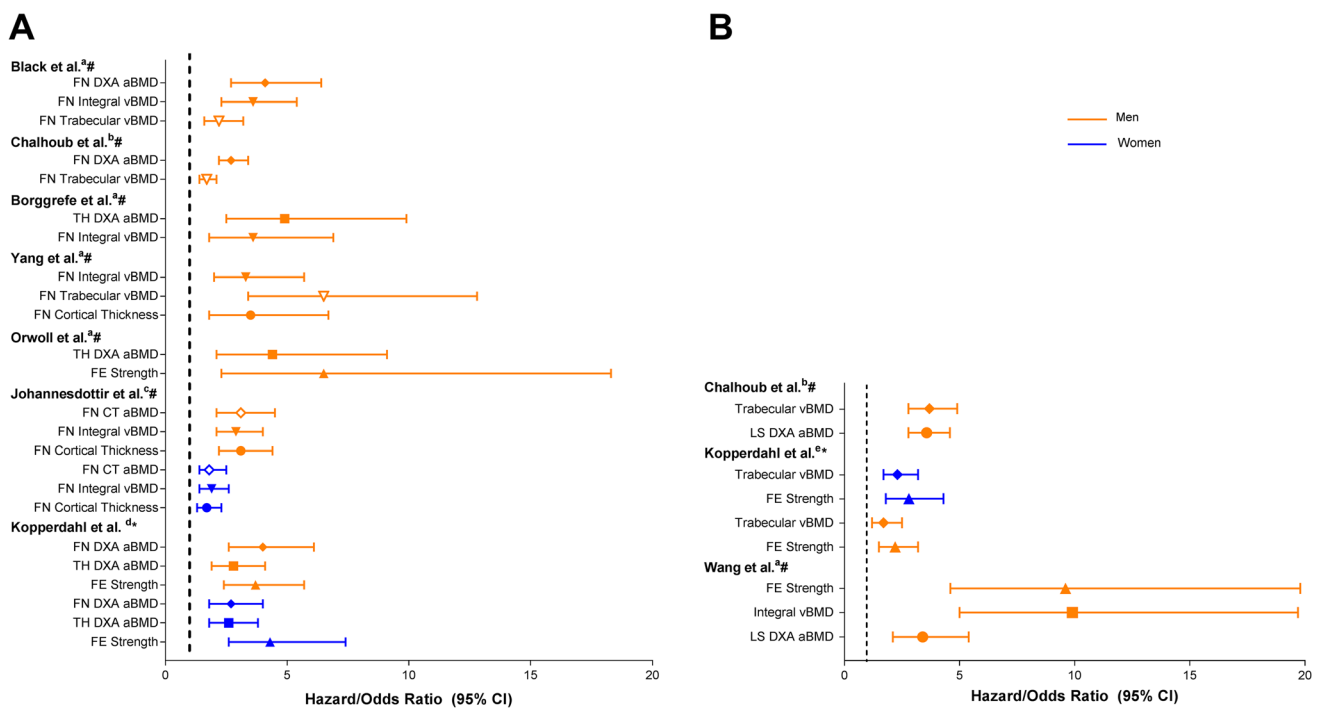 A
Black et al.a#
FN DXA aBMD
FN Integral vBMD
FN Trabecular vBMD
Chalhoub et al.b#
FN DXA aBMD
FN Trabecular vBMD
Borggrefe et al.a#
TH DXA aBMD
FN Integral vBMD
Yang et al.a#
FN Integral vBMD
FN Trabecular vBMD
FN Cortical Thickness
Orwoll et al.a#
TH DXA aBMD
FE Strength
Johannesdottir et al.c#
FN CT aBMD
FN Integral vBMD
FN Cortical Thickness
FN CT aBMD
FN Integral vBMD
FN Cortical Thickness
Kopperdahl et al. d*
FN DXA aBMD
TH DXA aBMD
FE Strength
FN DXA aBMD
TH DXA aBMD
FE Strength
0 5 10 15 20
Hazard/Odds Ratio (95% CI)
B
Men
Women
Chalhoub et al.b#
Trabecular vBMD
LS DXA aBMD
Kopperdahl et al.e*
Trabecular vBMD
FE Strength
Trabecular vBMD
FE Strength
Wang et al.a#
FE Strength
Integral vBMD
LS DXA aBMD
0 5 10 15 20
Hazard/Odds Ratio (95% CI)